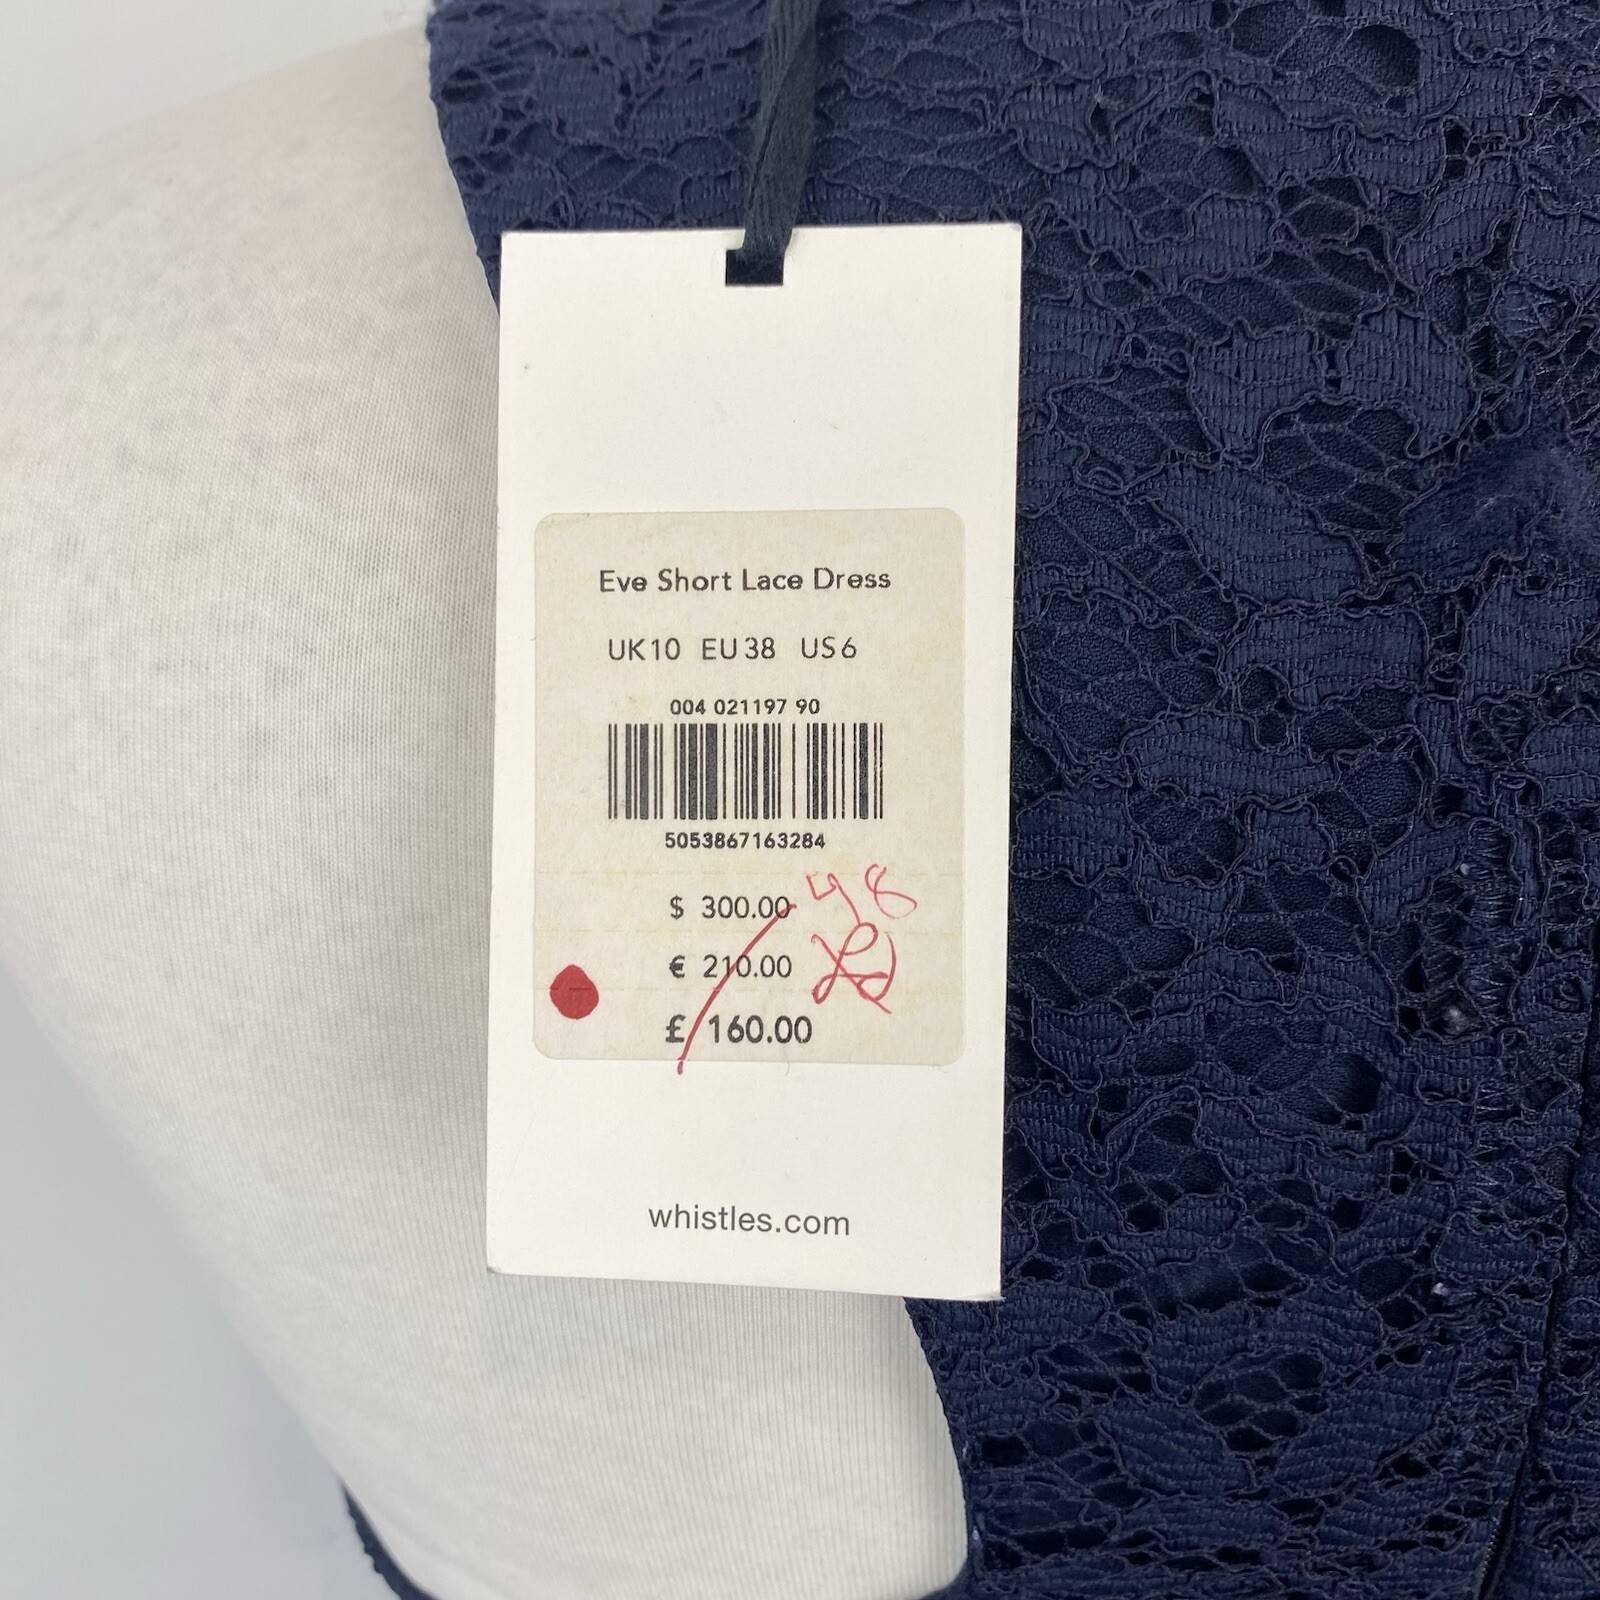 Eve Short Lace Dress
UK10 EU38 US6
004 021197 90
5053867163284
$ 300.00 48
€ 210.00
£ 160.00
whistles.com